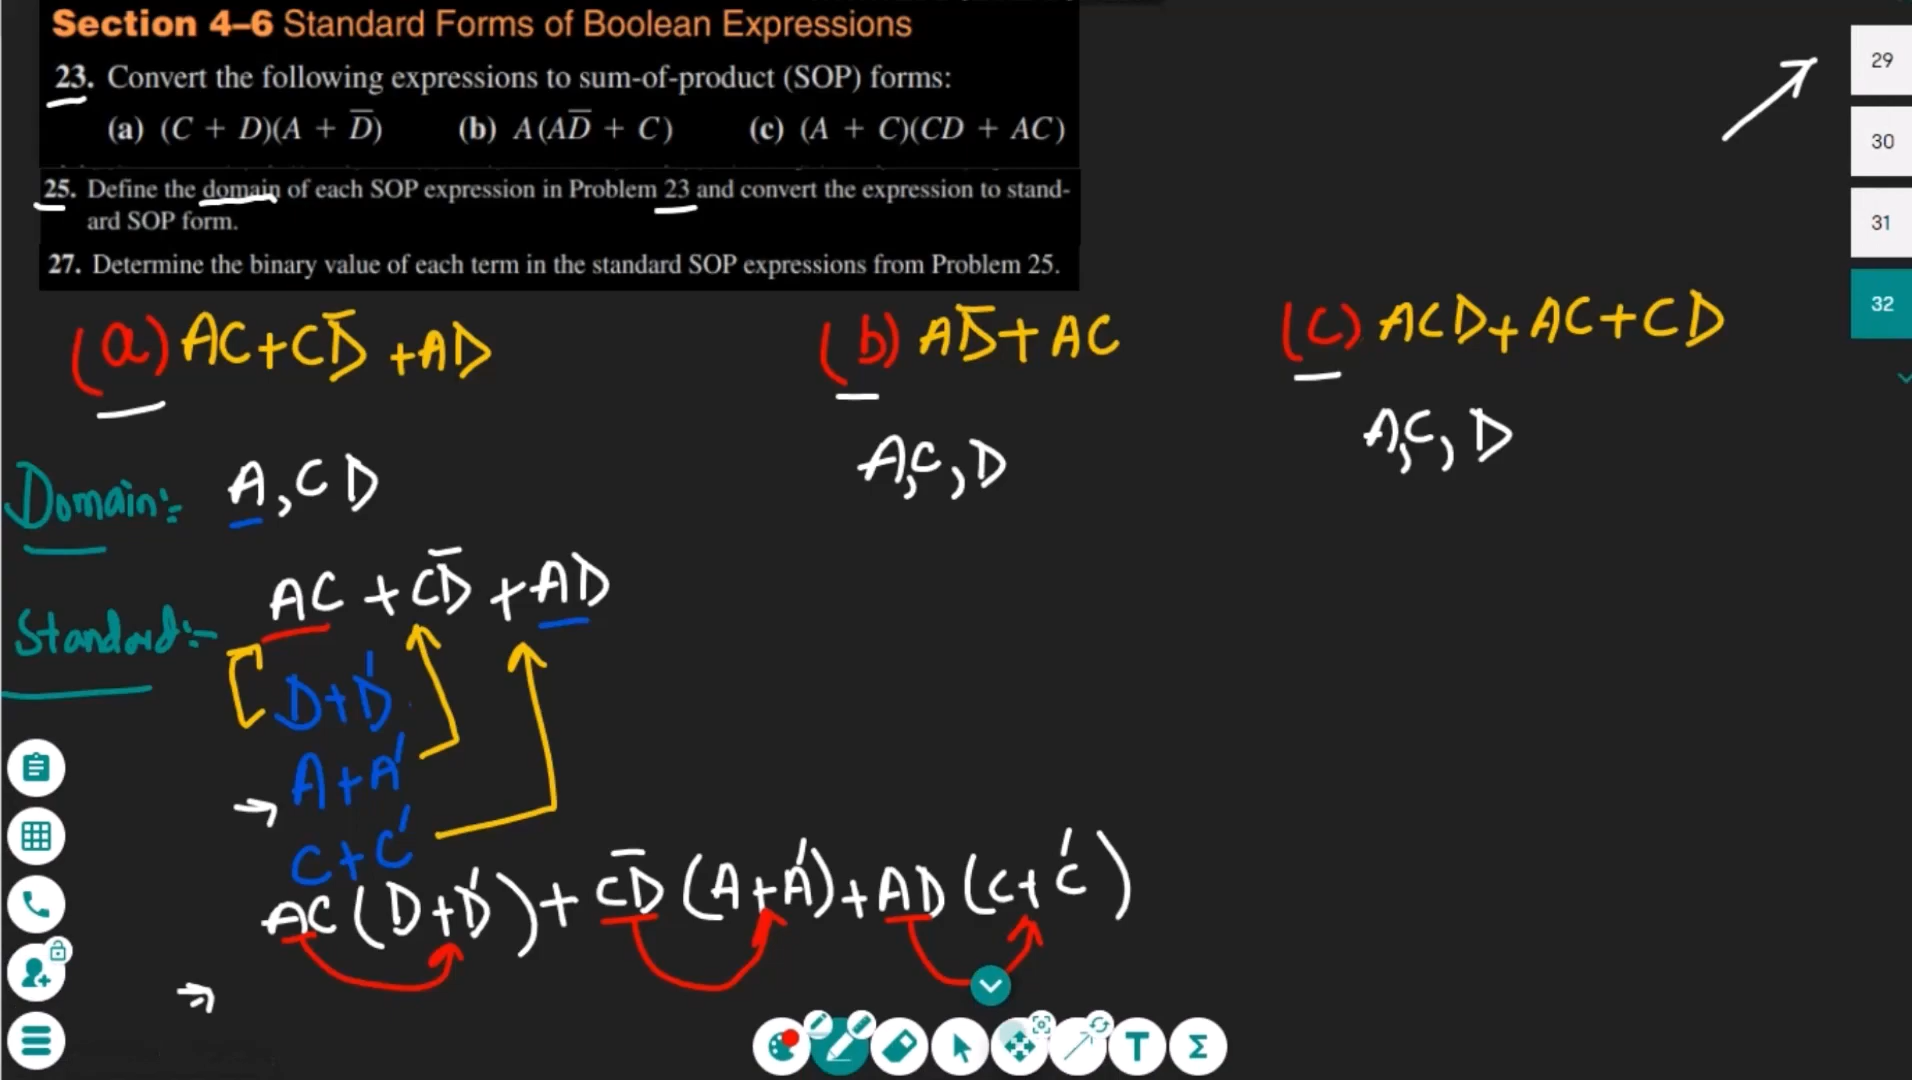 Section 4–6 Standard Forms of Boolean Expressions
23. Convert the following expressions to sum-of-product (SOP) forms:
(a) (C + D)(A + D̅) (b) A(AD̅ + C) (c) (A + C)(CD + AC)
25. Define the domain of each SOP expression in Problem 23 and convert the expression to stand-
ard SOP form.
27. Determine the binary value of each term in the standard SOP expressions from Problem 25.
29
30
31
32
(a) AC+CD̅ +AD (b) AD̅+ AC (c) ACD+AC+CD
Domain:- A,CD A,C,D A,C,D
Standard:- AC +CD̅ +AD
D+D'
A+A'
C+C'
AC(D+D')+ CD̅ (A+A')+AD (C+C')
T Σ